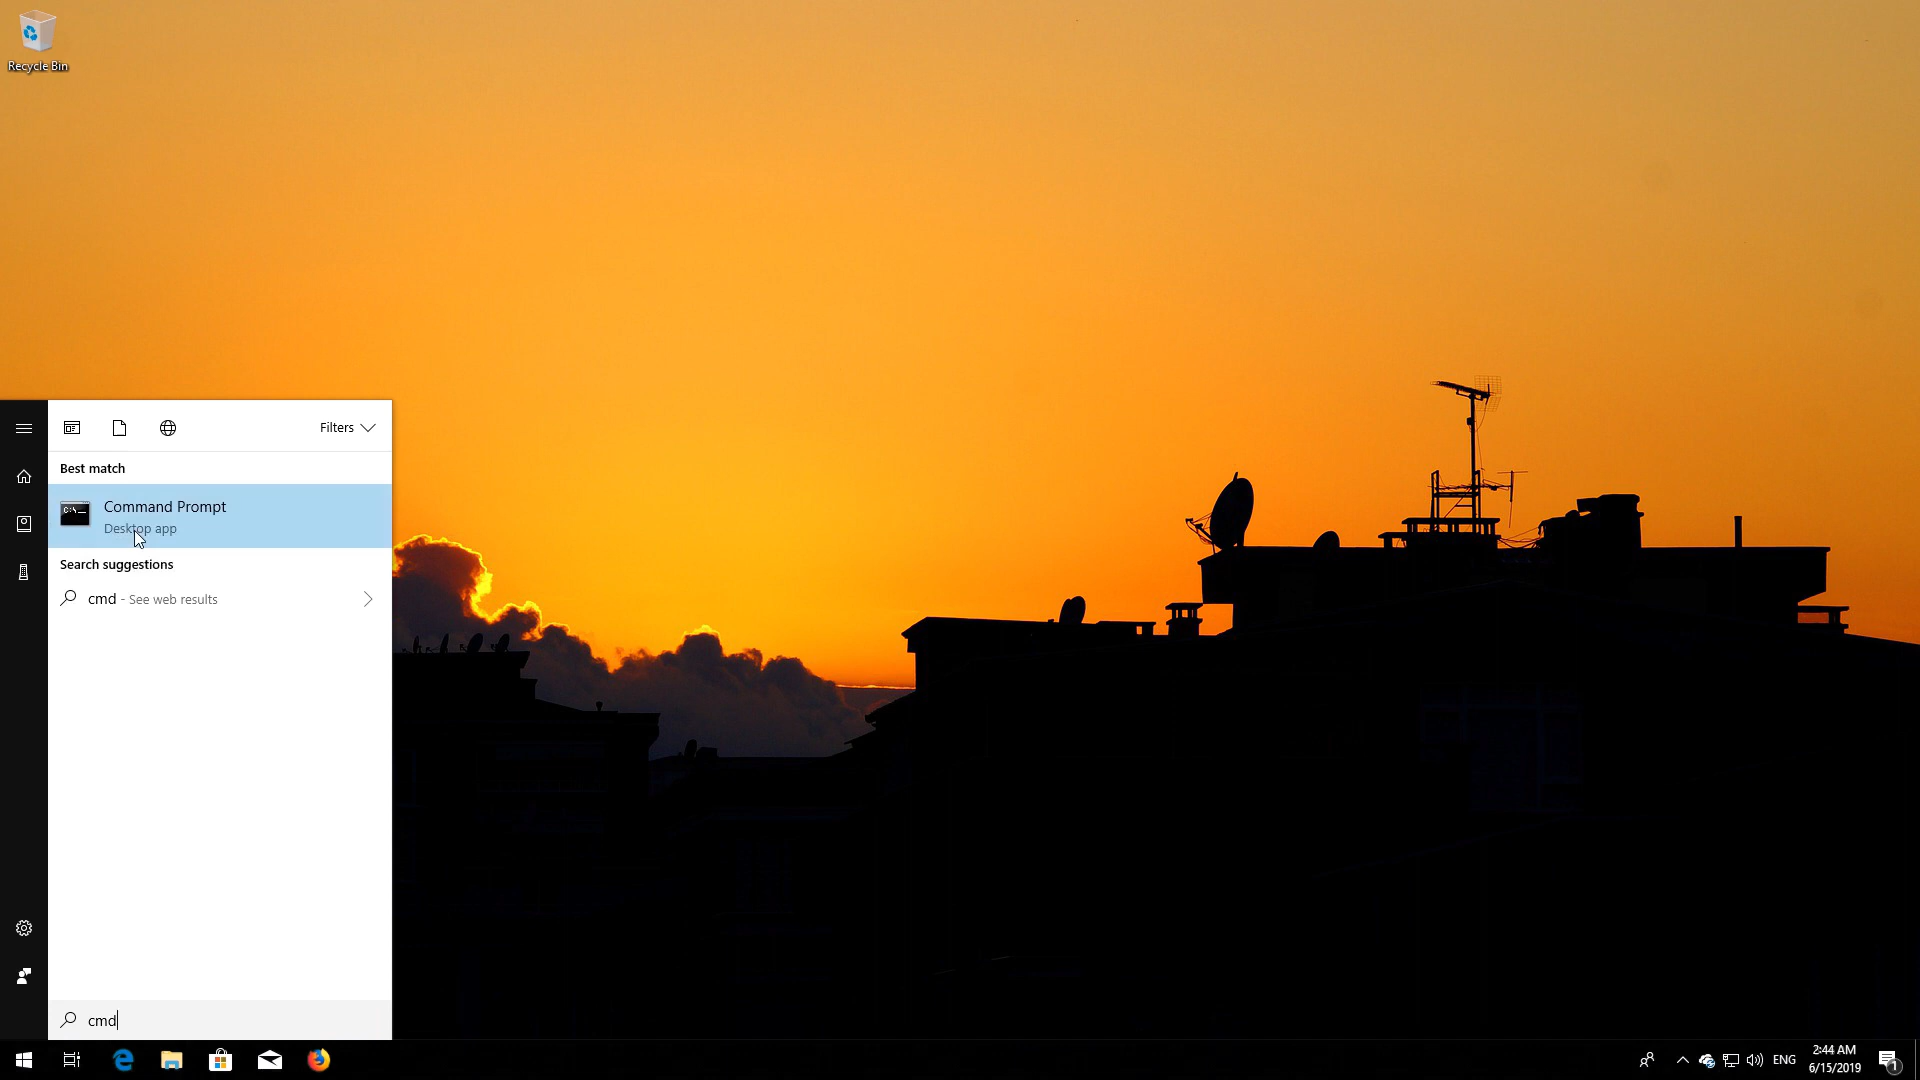 Recycle Bin
Filters
Best match
C:\_
Command Prompt
Desktop app
Search suggestions
cmd - See web results
cmd
ENG
2:44 AM
6/15/2019
1